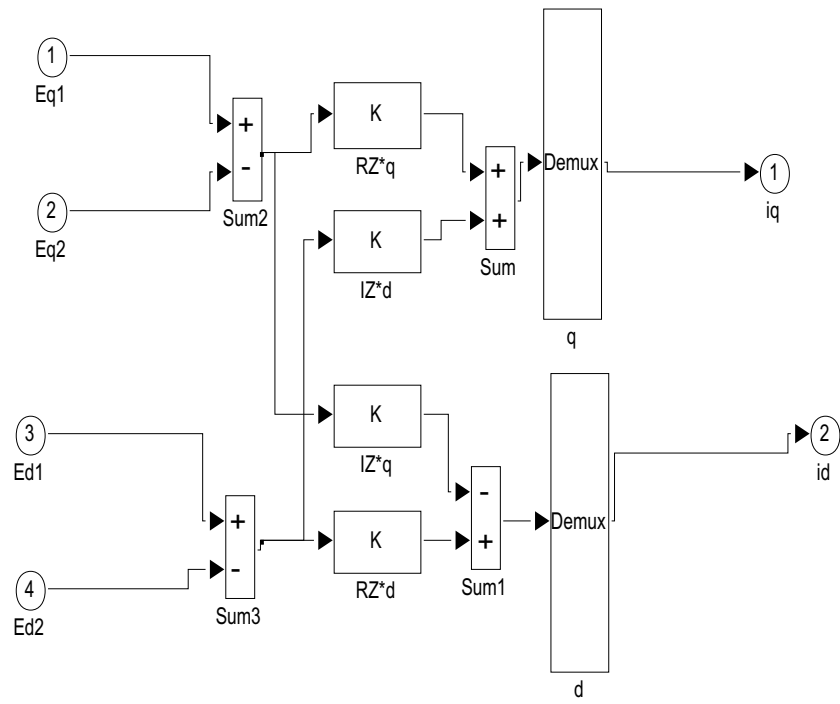 1
Eq1
2
Eq2
+
-
Sum2
K
RZ*q
K
IZ*d
+
+
Sum
Demux
q
1
iq
3
Ed1
4
Ed2
+
-
Sum3
K
IZ*q
K
RZ*d
-
+
Sum1
Demux
d
2
id